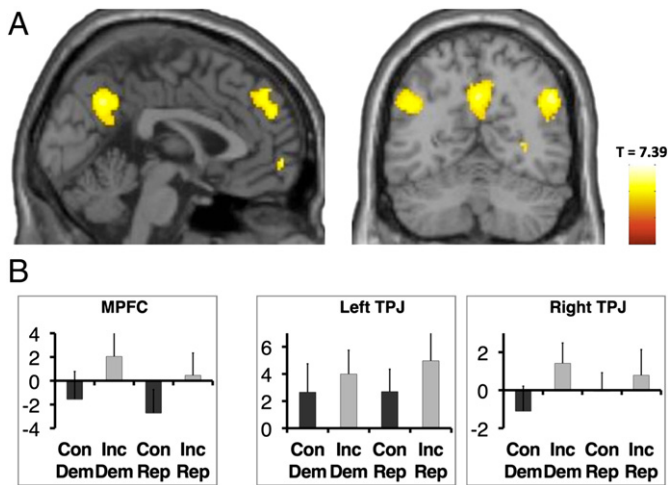 A
T = 7.39
B
MPFC
4
2
0
-2
-4
Con Inc Con Inc
Dem Dem Rep Rep
Left TPJ
6
4
2
0
Con Inc Con Inc
Dem Dem Rep Rep
Right TPJ
2
0
-2
Con Inc Con Inc
Dem Dem Rep Rep